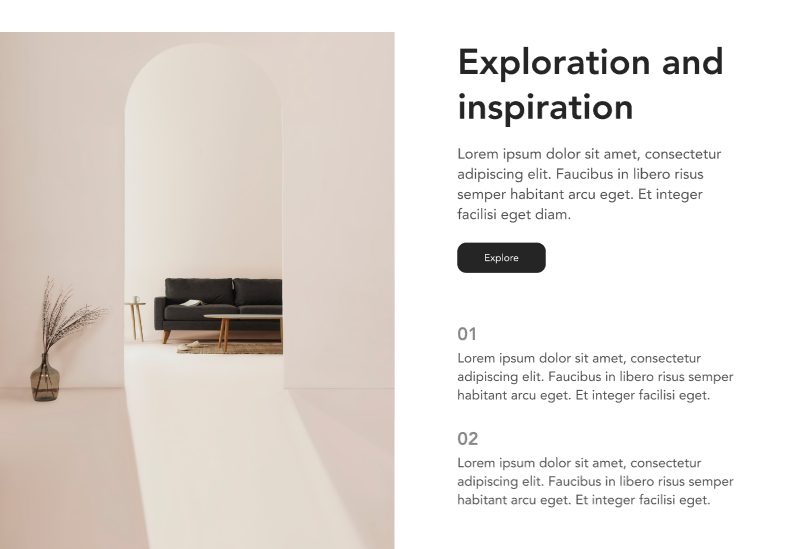 Exploration and
inspiration
Lorem ipsum dolor sit amet, consectetur
adipiscing elit. Faucibus in libero risus
semper habitant arcu eget. Et integer
facilisi eget diam.
Explore
01
Lorem ipsum dolor sit amet, consectetur
adipiscing elit. Faucibus in libero risus semper
habitant arcu eget. Et integer facilisi eget.
02
Lorem ipsum dolor sit amet, consectetur
adipiscing elit. Faucibus in libero risus semper
habitant arcu eget. Et integer facilisi eget.